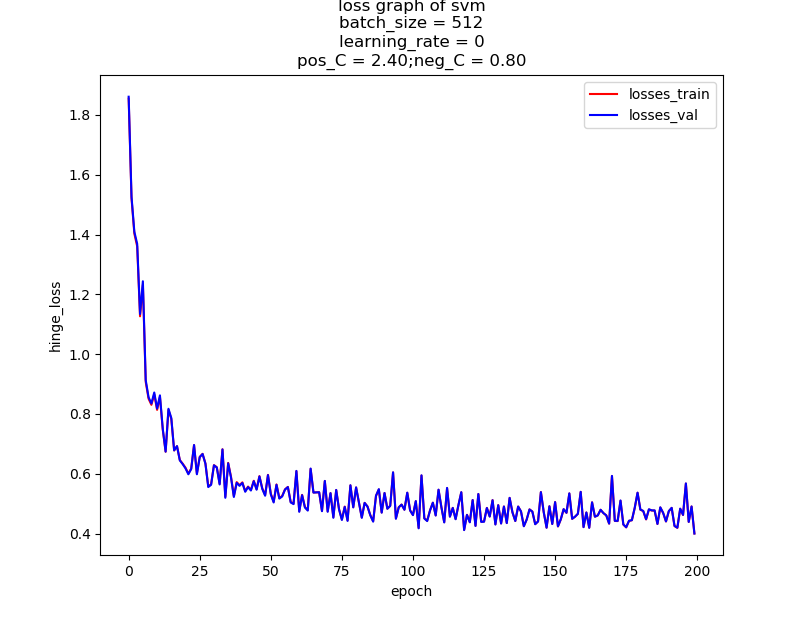 loss graph of svm
batch_size = 512
learning_rate = 0
pos_C = 2.40;neg_C = 0.80
losses_train
losses_val
1.8
1.6
1.4
1.2
1.0
0.8
0.6
0.4
hinge_loss
0
25
50
75
100
125
150
175
200
epoch